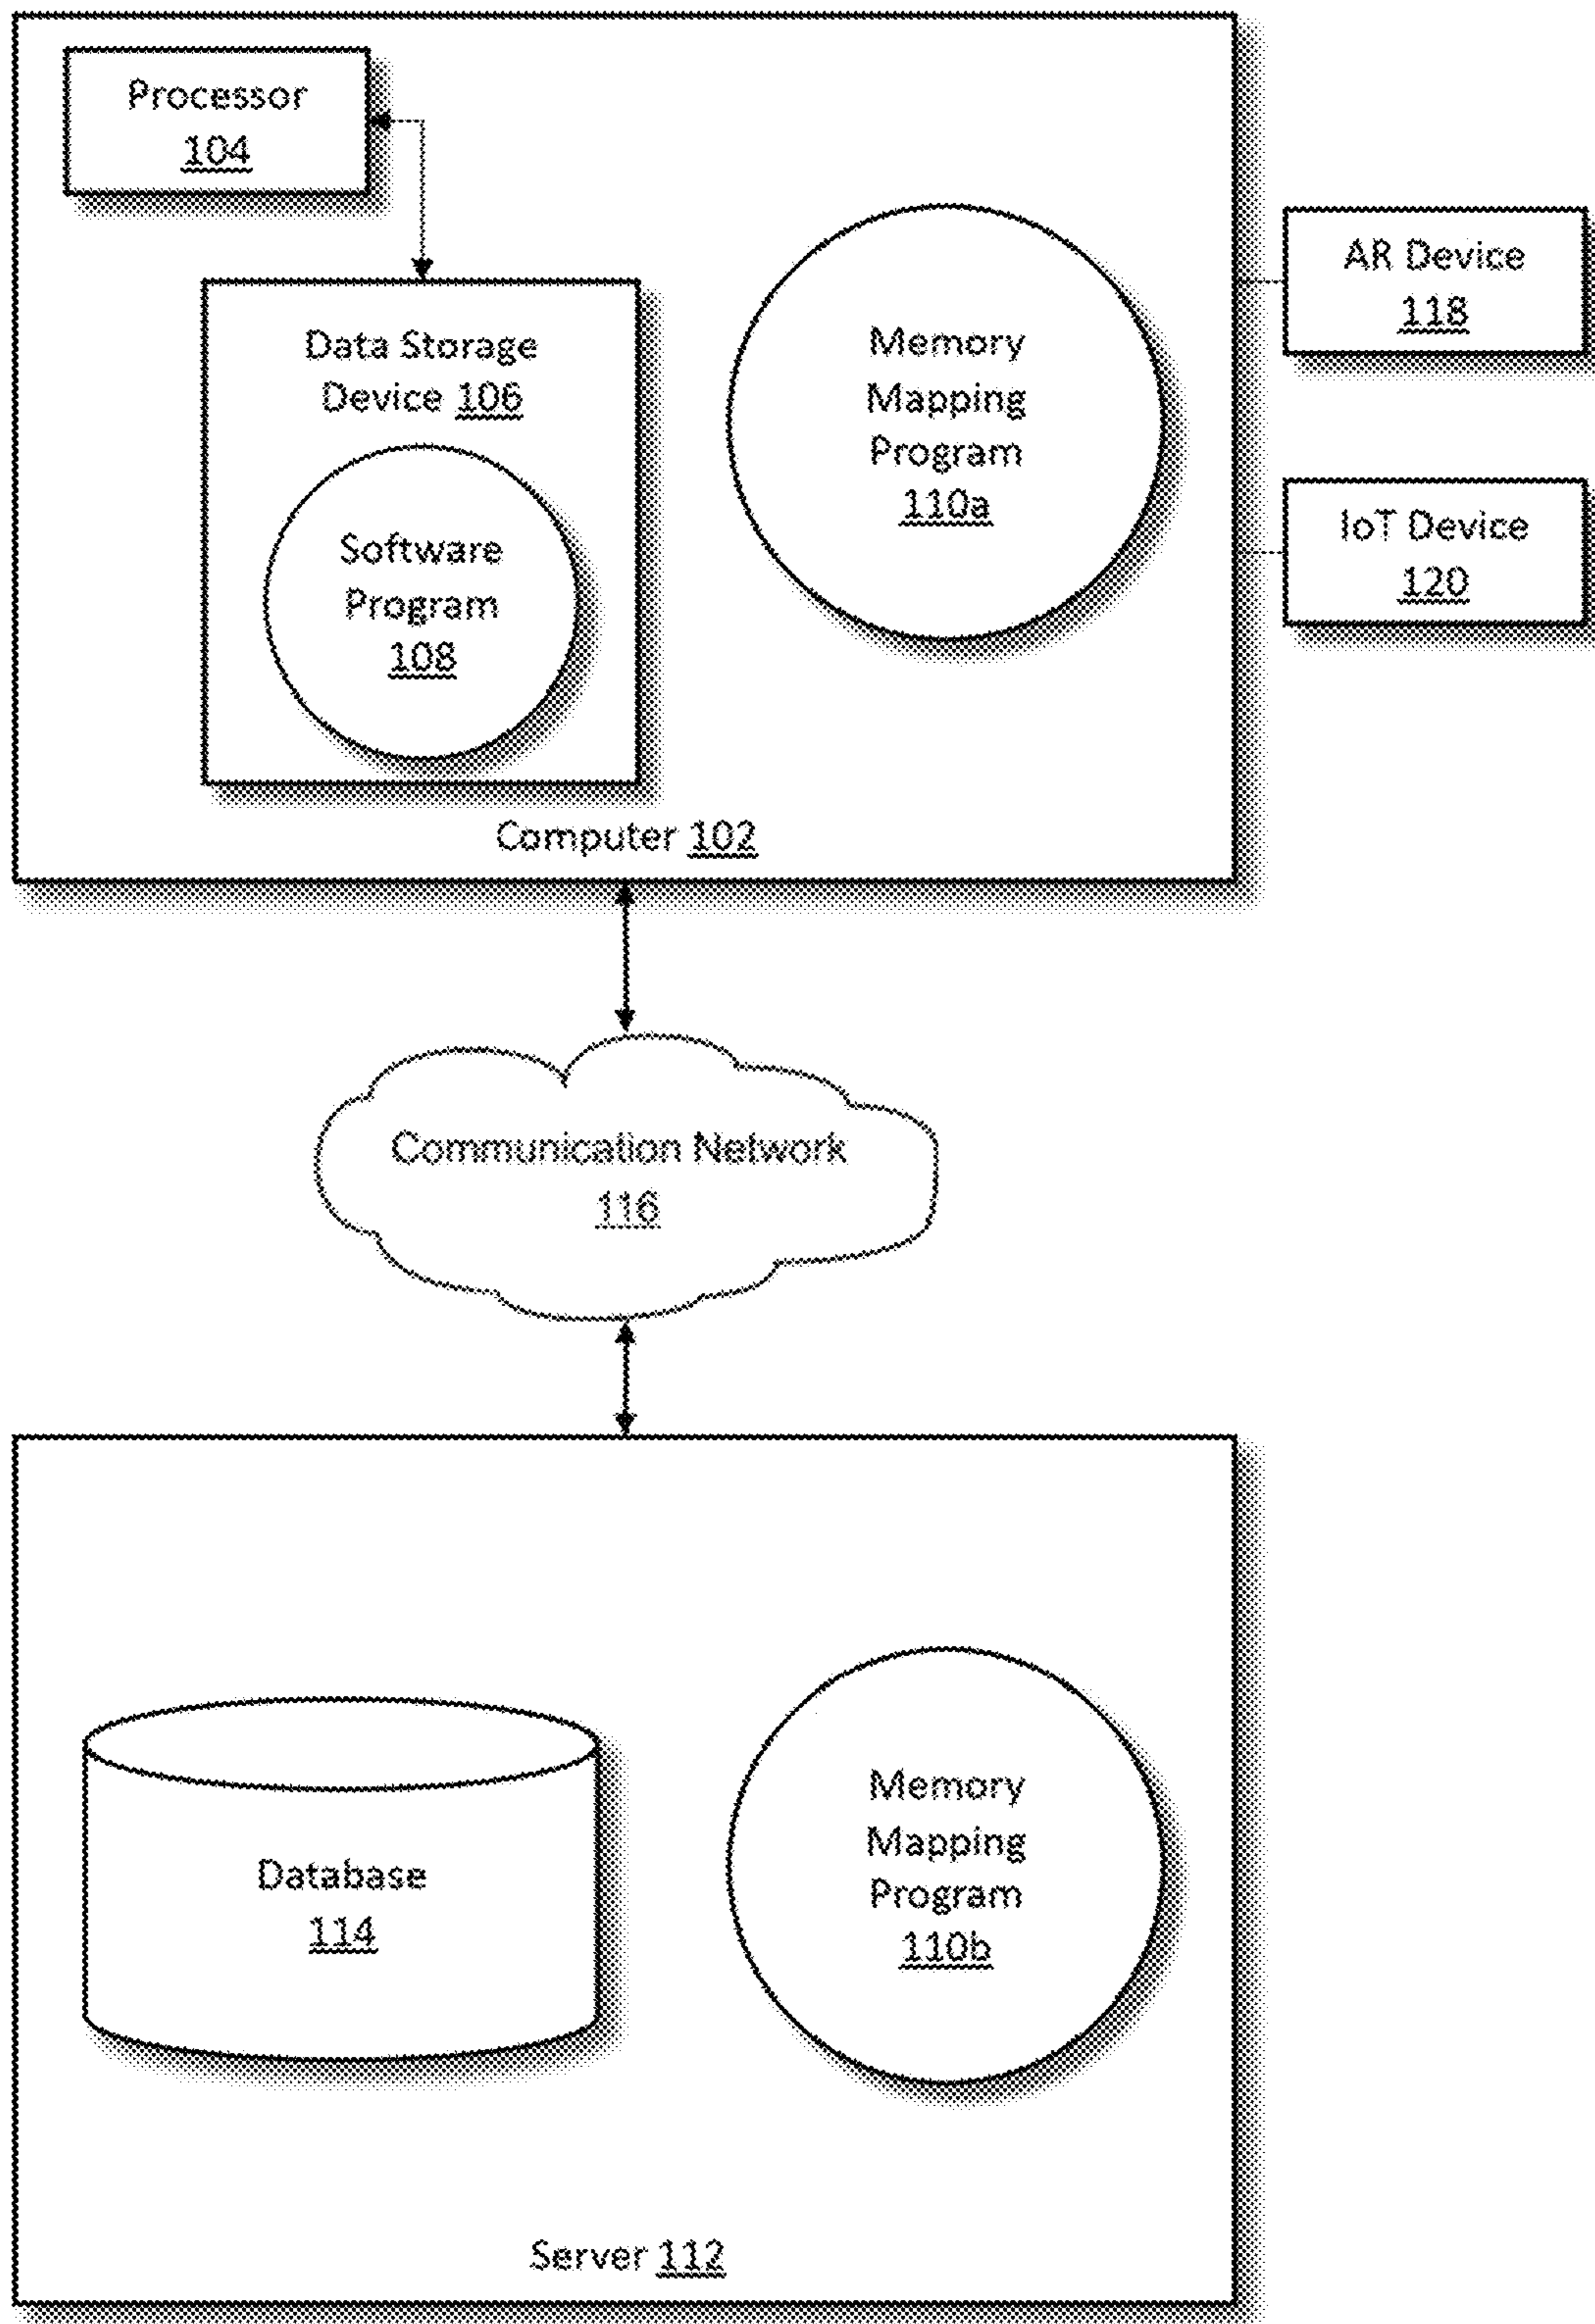 Processor
104
Data Storage
Device 106
Software
Program
108
Memory
Mapping
Program
110a
Computer 102
AR Device
118
IoT Device
120
Communication Network
116
Database
114
Memory
Mapping
Program
110b
Server 112